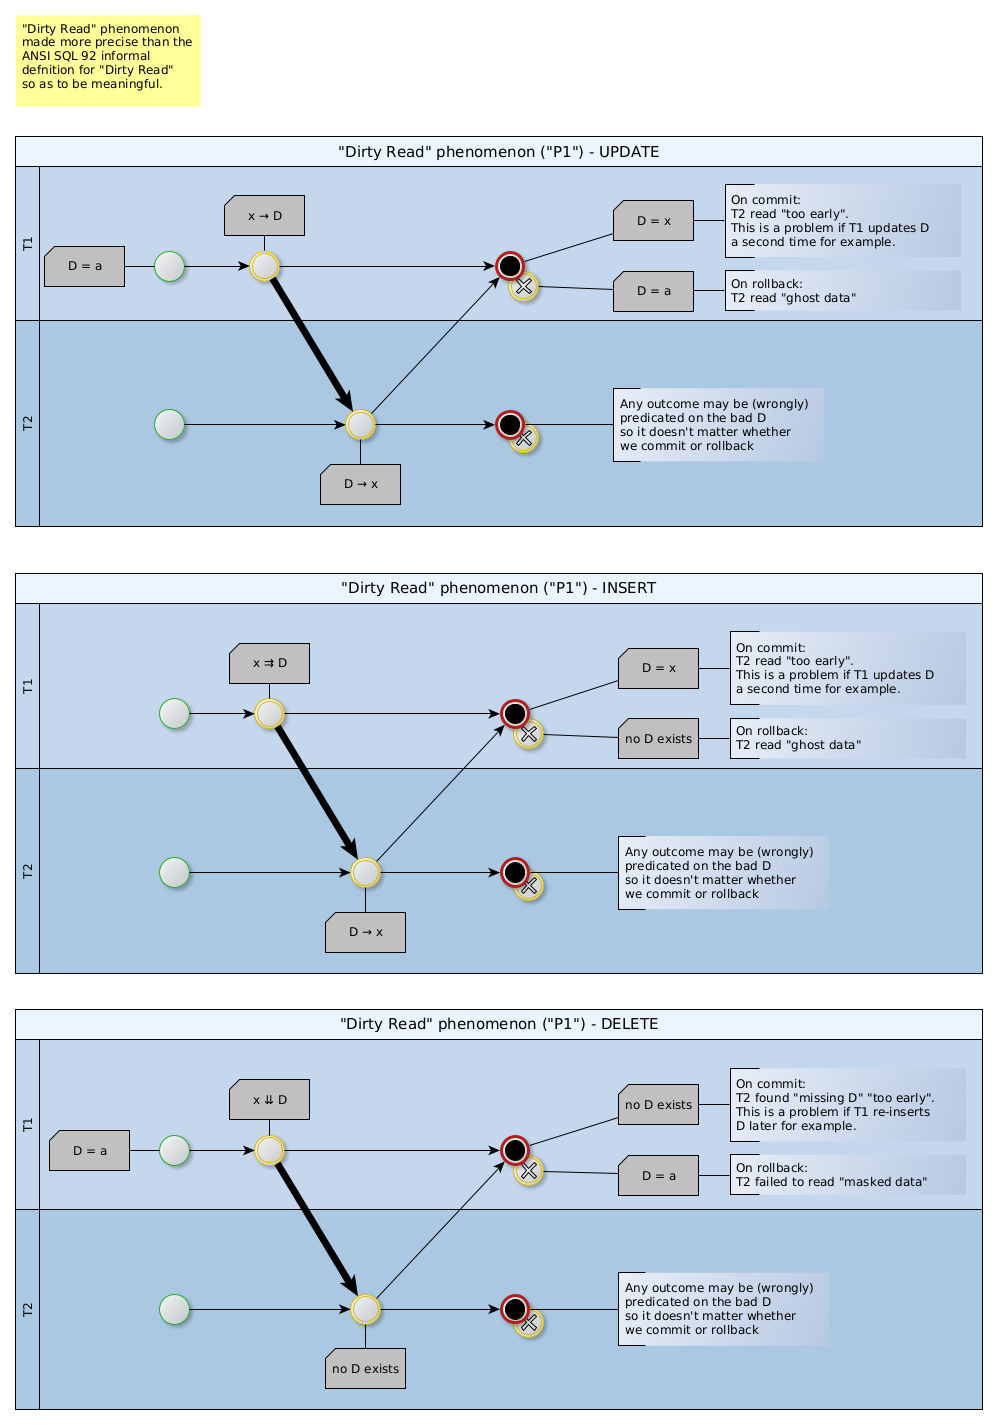 "Dirty Read" phenomenon
made more precise than the
ANSI SQL 92 informal
defnition for "Dirty Read"
so as to be meaningful.
"Dirty Read" phenomenon ("P1") - UPDATE
T1
D = a
x → D
D = x
On commit:
T2 read "too early".
This is a problem if T1 updates D
a second time for example.
D = a
On rollback:
T2 read "ghost data"
T2
D → x
Any outcome may be (wrongly)
predicated on the bad D
so it doesn't matter whether
we commit or rollback
"Dirty Read" phenomenon ("P1") - INSERT
T1
x ⇉ D
D = x
On commit:
T2 read "too early".
This is a problem if T1 updates D
a second time for example.
no D exists
On rollback:
T2 read "ghost data"
T2
D → x
Any outcome may be (wrongly)
predicated on the bad D
so it doesn't matter whether
we commit or rollback
"Dirty Read" phenomenon ("P1") - DELETE
T1
D = a
x ⇊ D
no D exists
On commit:
T2 found "missing D" "too early".
This is a problem if T1 re-inserts
D later for example.
D = a
On rollback:
T2 failed to read "masked data"
T2
no D exists
Any outcome may be (wrongly)
predicated on the bad D
so it doesn't matter whether
we commit or rollback